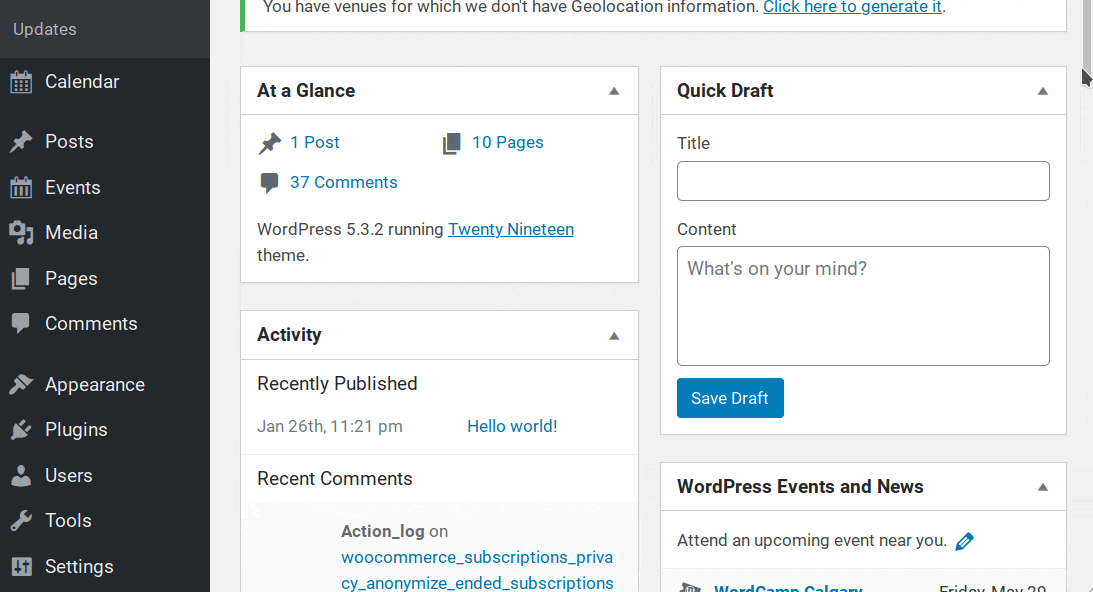 You have venues for which we don't have Geolocation information. Click here to generate it.
Updates
Calendar
Posts
Events
Media
Pages
Comments
Appearance
Plugins
Users
Tools
Settings
At a Glance
1 Post
10 Pages
37 Comments
WordPress 5.3.2 running Twenty Nineteen
theme.
Activity
Recently Published
Jan 26th, 11:21 pm
Hello world!
Recent Comments
Action_log on
woocommerce_subscriptions_priva
cy_anonymize_ended_subscriptions
Quick Draft
Title
Content
What's on your mind?
Save Draft
WordPress Events and News
Attend an upcoming event near you.
WordCamp Calgary
Friday, May 29